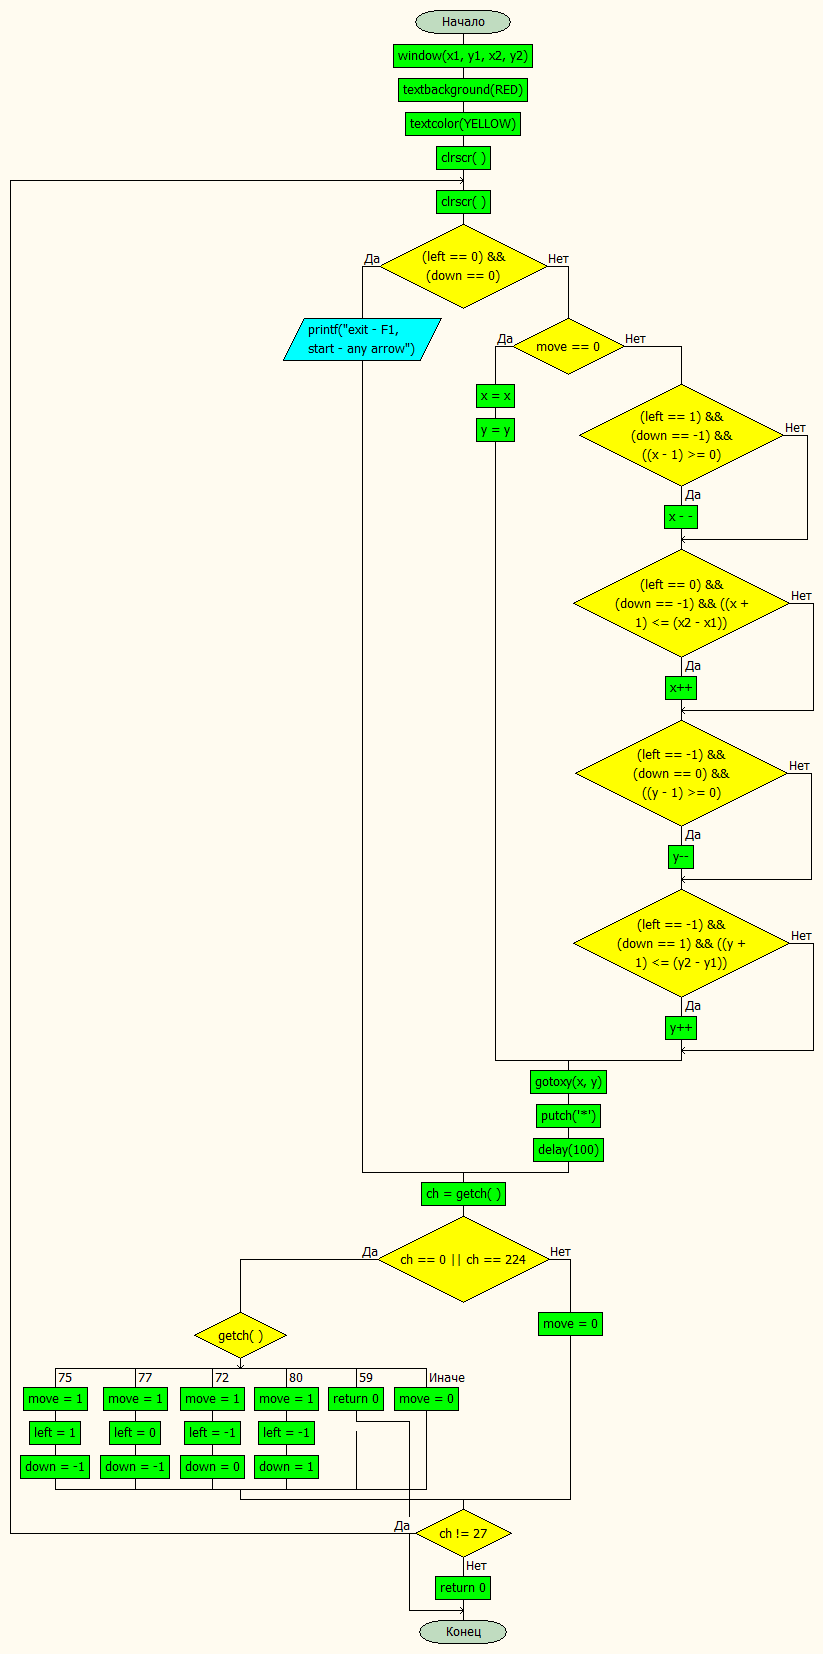 Начало
window(x1, y1, x2, y2)
textbackground(RED)
textcolor(YELLOW)
clrscr( )
clrscr( )
(left == 0) &&
(down == 0)
Да
Нет
printf("exit - F1,
start - any arrow")
move == 0
Да
Нет
x = x
y = y
(left == 1) &&
(down == -1) &&
((x - 1) >= 0)
Нет
Да
x - -
(left == 0) &&
(down == -1) && ((x +
1) <= (x2 - x1))
Нет
Да
x++
(left == -1) &&
(down == 0) &&
((y - 1) >= 0)
Нет
Да
y--
(left == -1) &&
(down == 1) && ((y +
1) <= (y2 - y1))
Нет
Да
y++
gotoxy(x, y)
putch('*')
delay(100)
ch = getch( )
ch == 0 || ch == 224
Да
Нет
move = 0
getch( )
75
77
72
80
59
Иначе
move = 1
move = 1
move = 1
move = 1
return 0
move = 0
left = 1
left = 0
left = -1
left = -1
down = -1
down = -1
down = 0
down = 1
Да
ch != 27
Нет
return 0
Конец